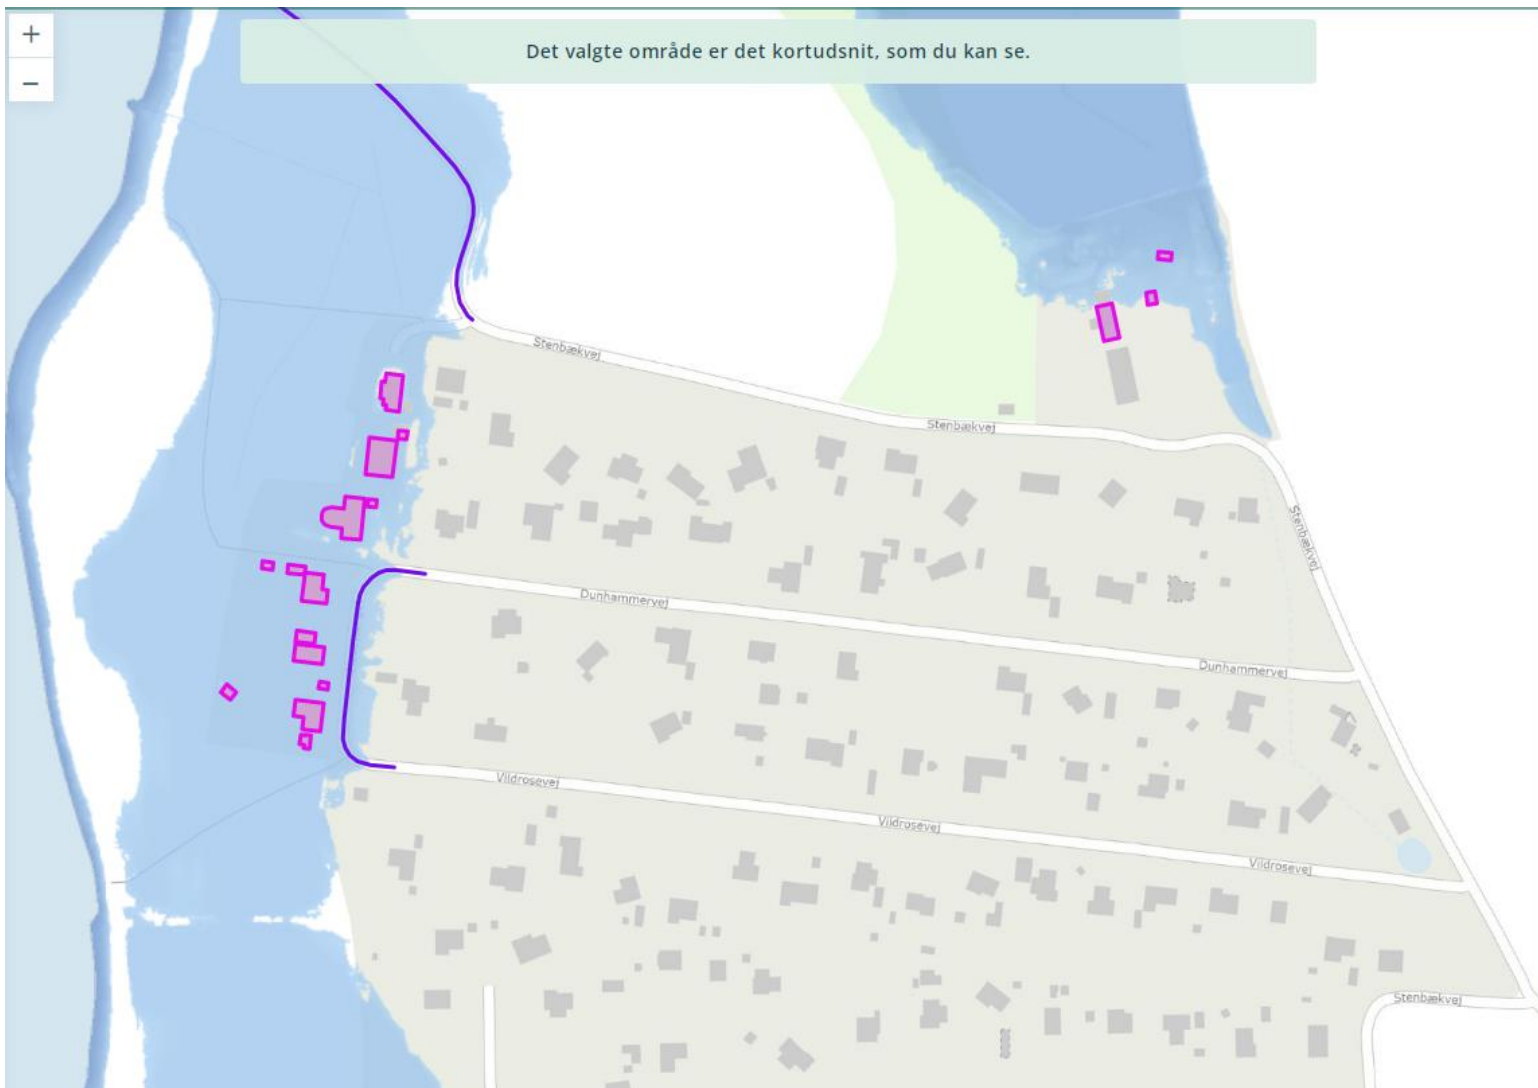 +
Det valgte område er det kortudsnit, som du kan se.
−
Stenbækvej
Stenbækvej
Stenbækvej
Dunhammervej
Dunhammervej
Vildrosevej
Vildrosevej
Vildrosevej
Stenbækvej